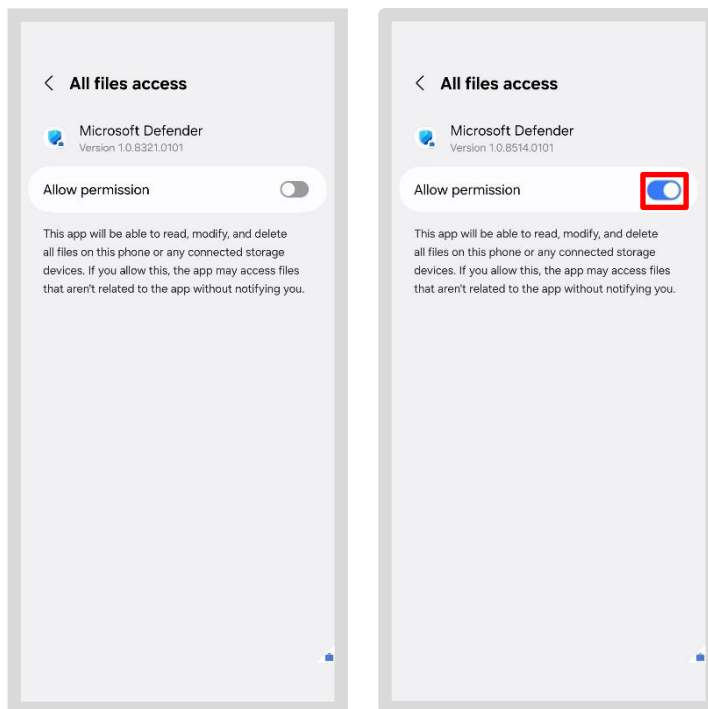 All files access
Microsoft Defender
Version 1.0.8321.0101
Allow permission
This app will be able to read, modify, and delete
all files on this phone or any connected storage
devices. If you allow this, the app may access files
that aren't related to the app without notifying you.
All files access
Microsoft Defender
Version 1.0.8514.0101
Allow permission
This app will be able to read, modify, and delete
all files on this phone or any connected storage
devices. If you allow this, the app may access files
that aren't related to the app without notifying you.